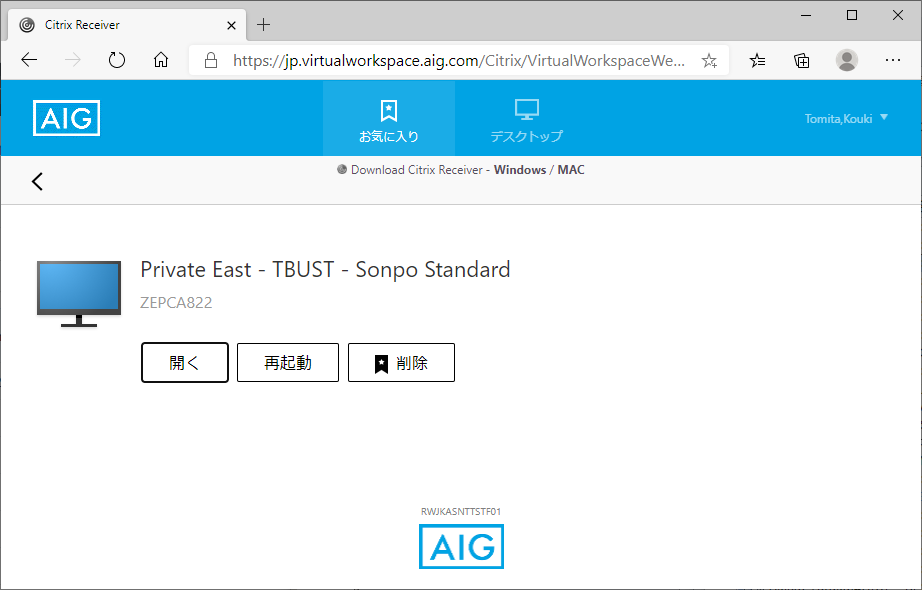 Citrix Receiver
https://jp.virtualworkspace.aig.com/Citrix/VirtualWorkspaceWe...
AIG
お気に入り
デスクトップ
Tomita,Kouki
Download Citrix Receiver - Windows / MAC
Private East - TBUST - Sonpo Standard
ZEPCA822
開く
再起動
削除
RWJKASNTTSTF01
AIG